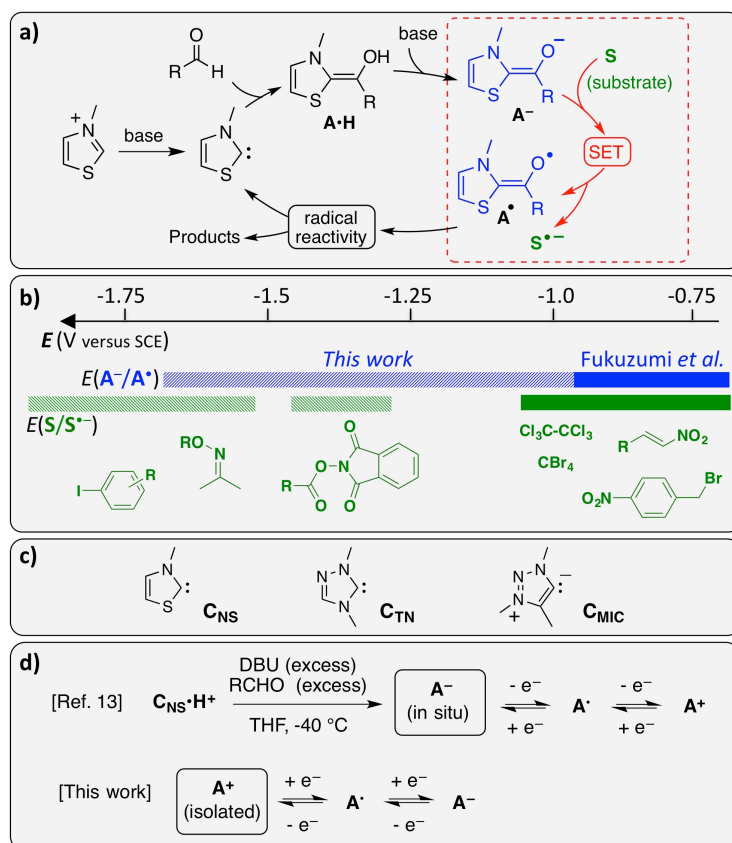 a)
O
R
H
N
S
OH
R
A•H
base
N
S
O−
R
A−
S
(substrate)
+
N
S
base
N
S
:
SET
N
S
O•
R
A•
S•−
radical
reactivity
Products
b)
-1.75 -1.5 -1.25 -1.0 -0.75
E (V versus SCE)
This work Fukuzumi et al.
E(A−/A•)
E(S/S•−)
I
R
RO
N
R
O
O
N
O
O
Cl3C-CCl3
CBr4
R
NO2
O2N
Br
c)
N
S
:
CNS
N
N
N
:
CTN
N
N
N
+
:
−
CMIC
d)
[Ref. 13] CNS•H+
DBU (excess)
RCHO (excess)
THF, -40 °C
A−
(in situ)
- e−
+ e−
A•
- e−
+ e−
A+
[This work]
A+
(isolated)
+ e−
- e−
A•
+ e−
- e−
A−